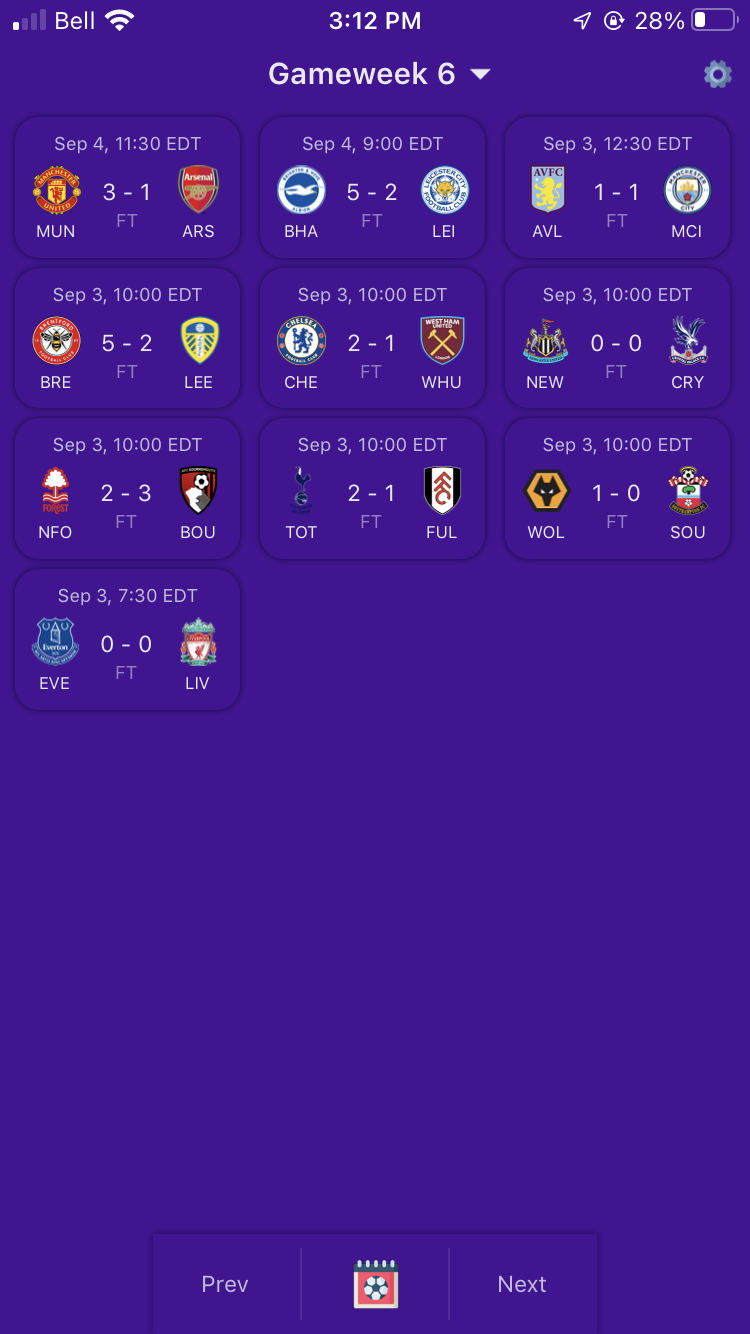 Bell 3:12 PM 28%
Gameweek 6
Sep 4, 11:30 EDT
3 - 1
FT
MUN ARS
Sep 4, 9:00 EDT
5 - 2
FT
BHA LEI
Sep 3, 12:30 EDT
1 - 1
FT
AVL MCI
Sep 3, 10:00 EDT
5 - 2
FT
BRE LEE
Sep 3, 10:00 EDT
2 - 1
FT
CHE WHU
Sep 3, 10:00 EDT
0 - 0
FT
NEW CRY
Sep 3, 10:00 EDT
2 - 3
FT
NFO BOU
Sep 3, 10:00 EDT
2 - 1
FT
TOT FUL
Sep 3, 10:00 EDT
1 - 0
FT
WOL SOU
Sep 3, 7:30 EDT
0 - 0
FT
EVE LIV
Prev Next